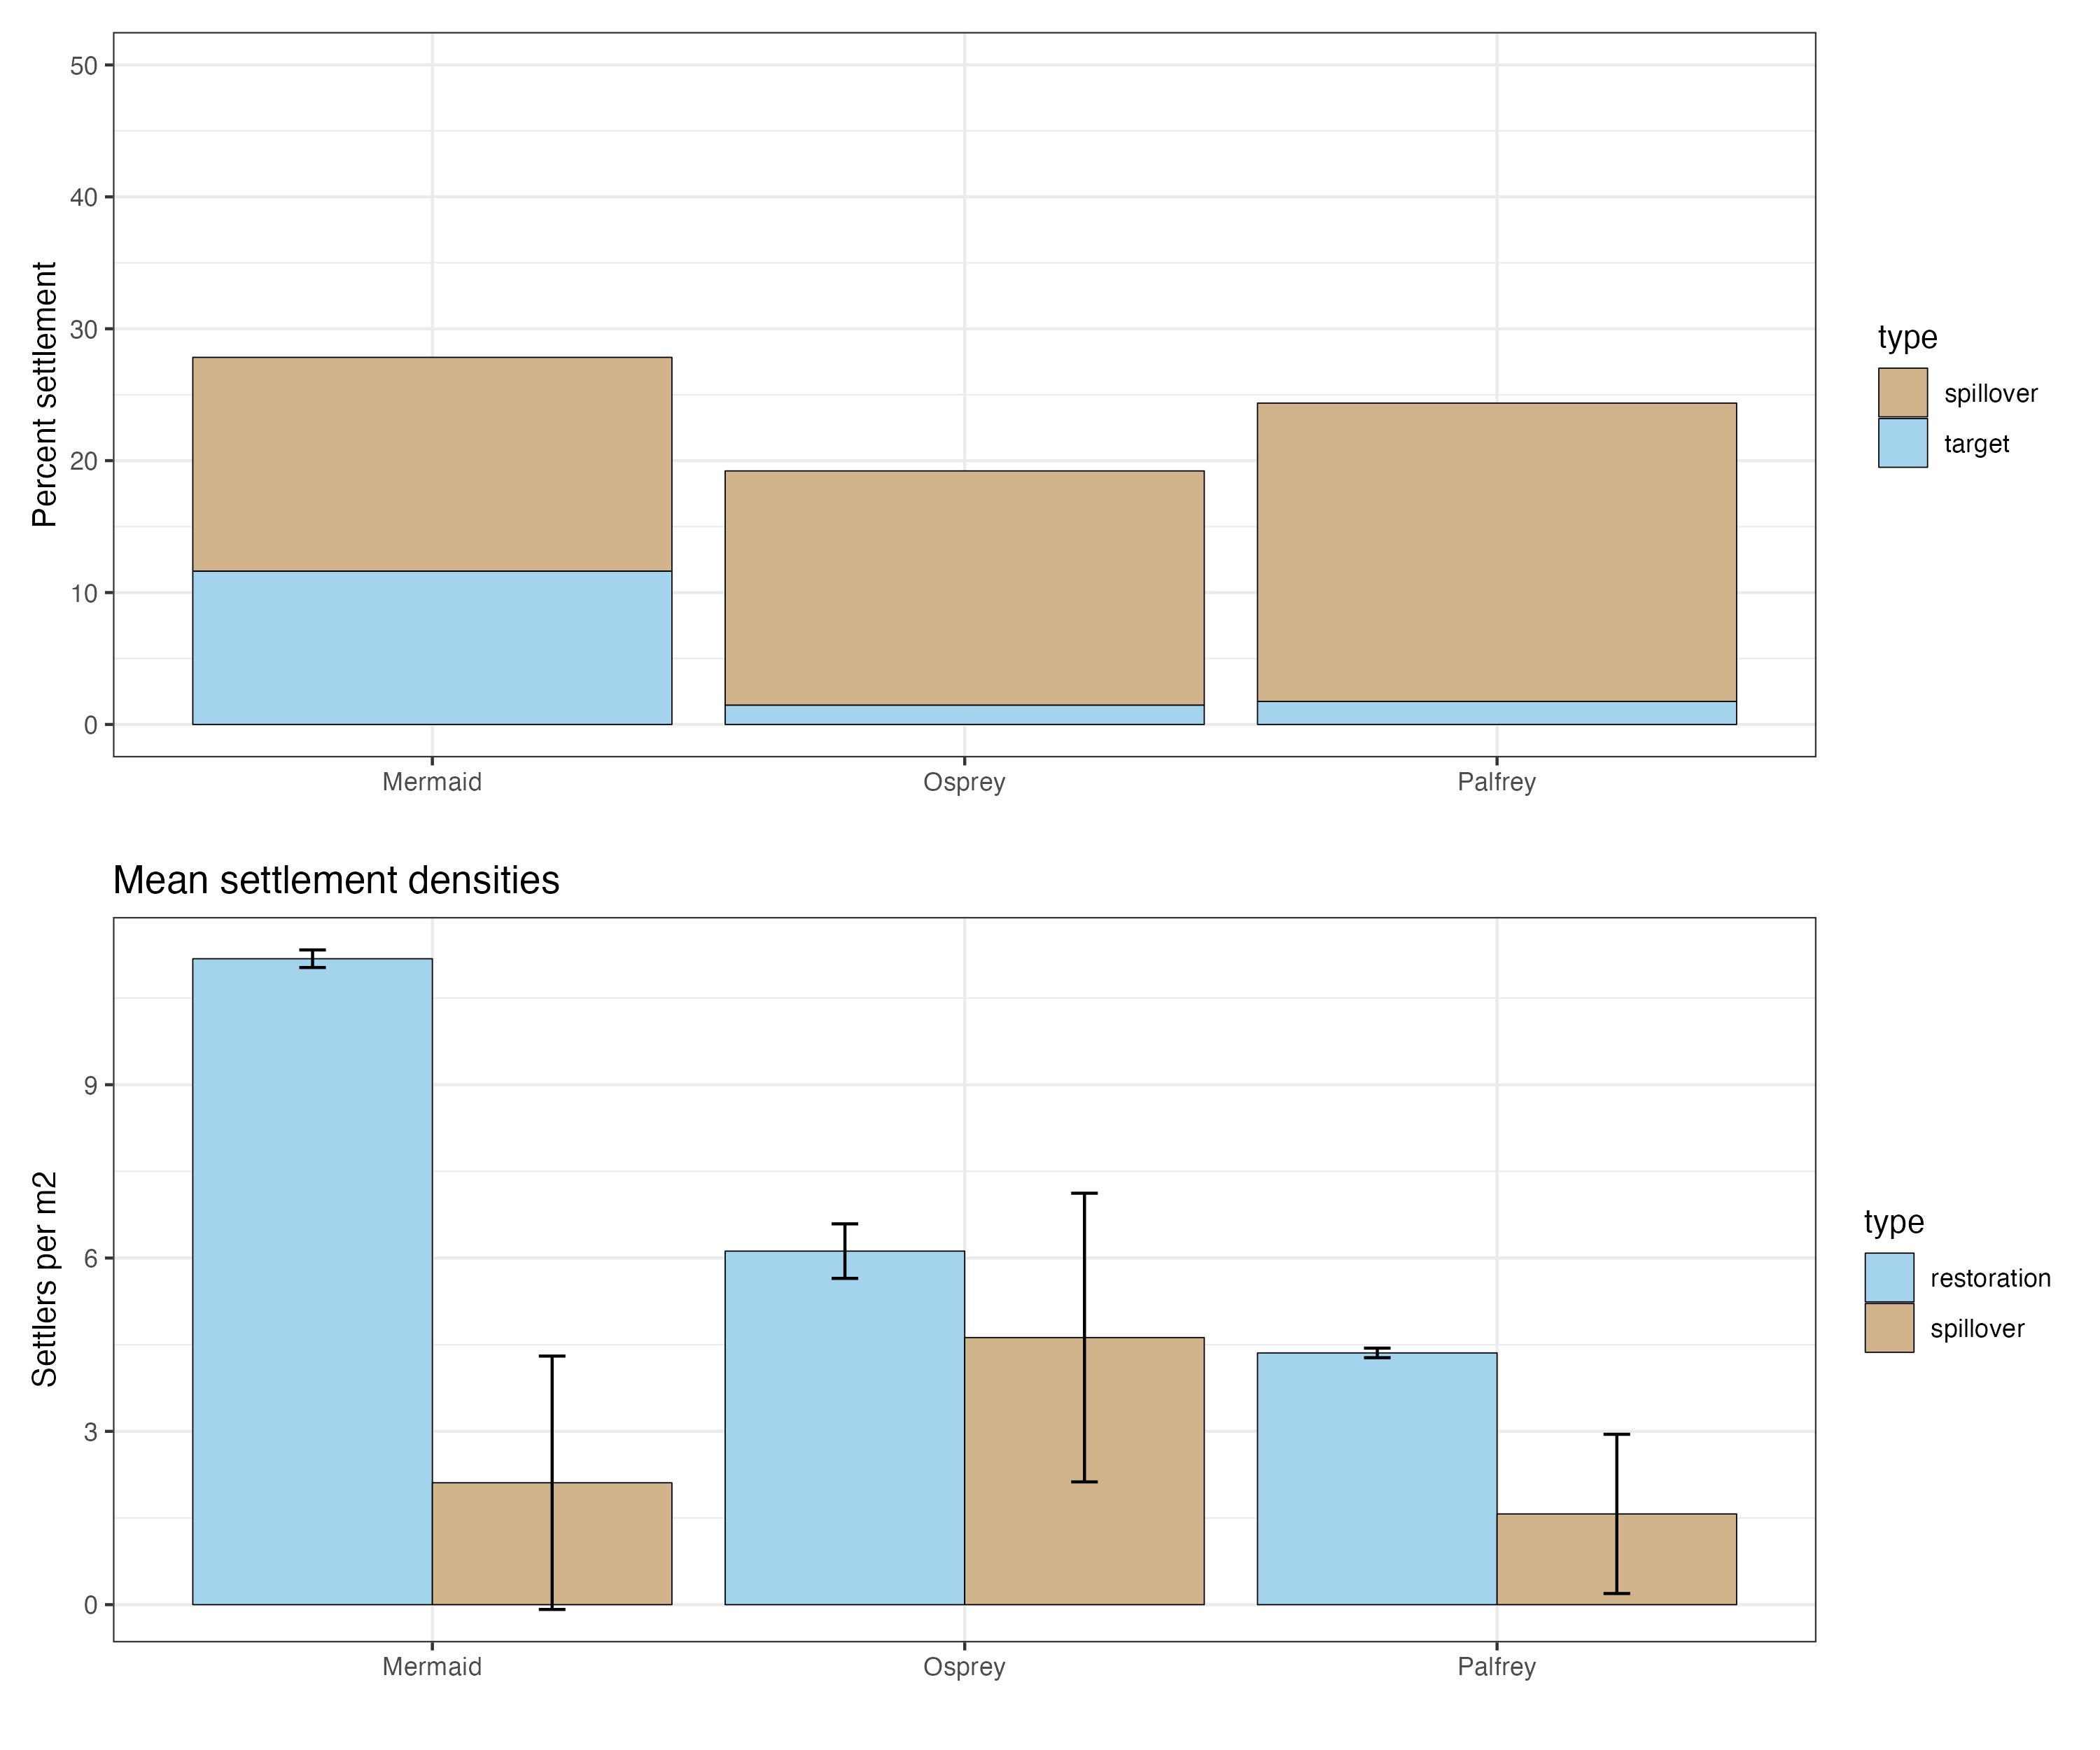 50
40
30
20
10
0
Percent settlement
Mermaid
Osprey
Palfrey
type
spillover
target
Mean settlement densities
9
6
3
0
Settlers per m2
Mermaid
Osprey
Palfrey
type
restoration
spillover